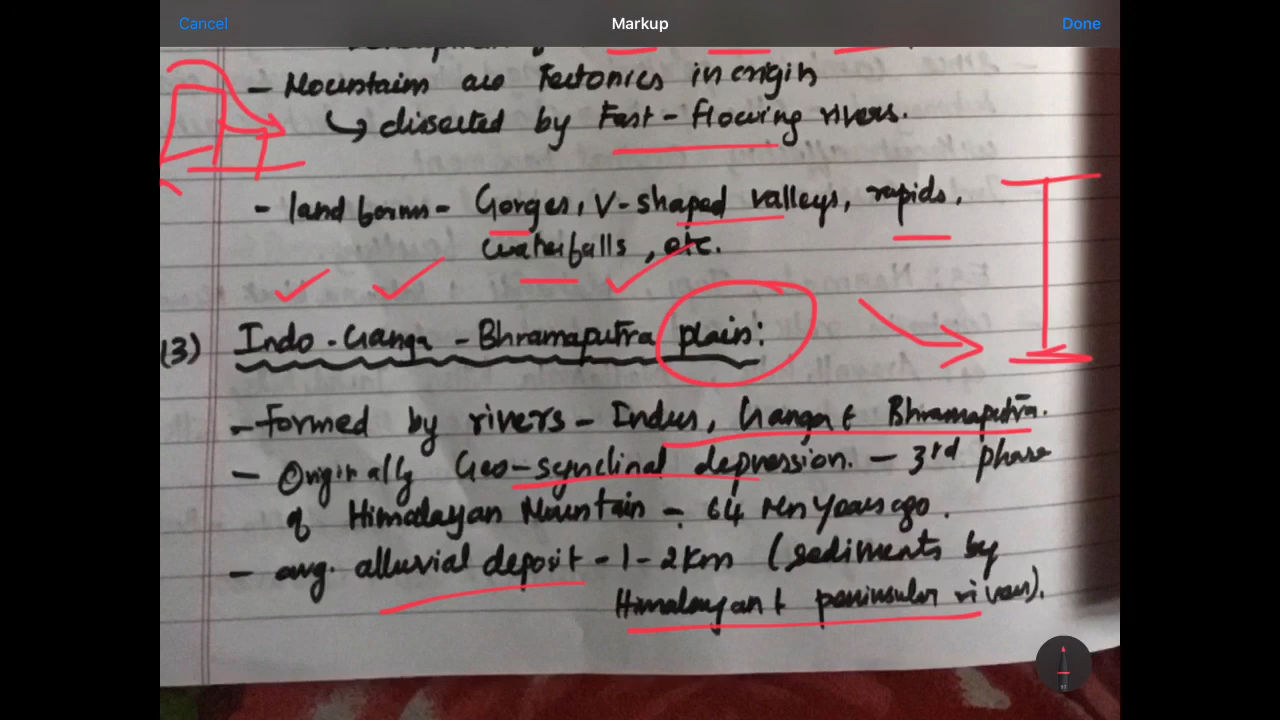 Cancel Markup Done
- Mountains are Tectonics in origin
↳ dissected by Fast - flowing rivers.
- land forms - Gorges, V-shaped valleys, rapids,
waterfalls, etc.
(3) Indo - Ganga - Bhramaputra plain:
- Formed by rivers - Indus, Ganga & Bhramaputra.
- Originally Geo-synclinal depression. - 3rd phase
of Himalayan Mountain - 64 Mn Years ago.
- avg. alluvial deposit - 1-2 Km (sediments by
Himalayan & peninsular rivers).